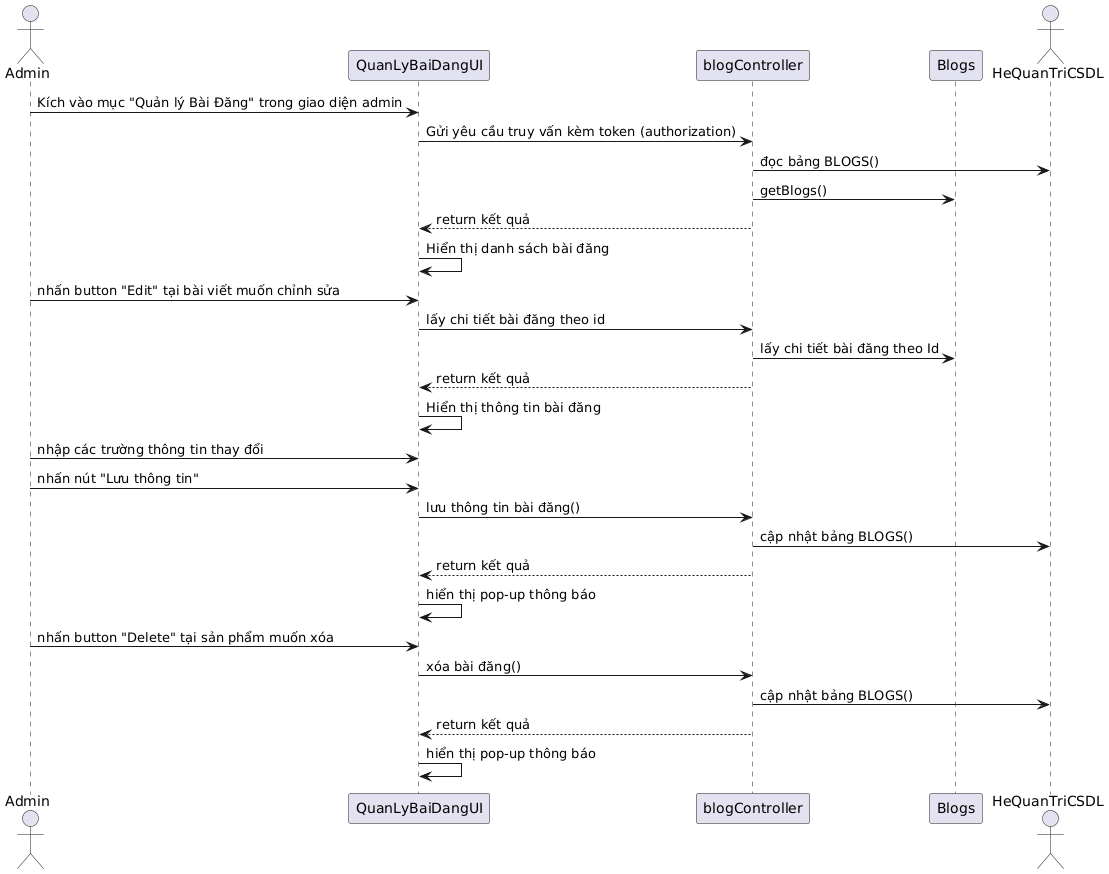 Admin
QuanLyBaiDangUI
blogController
Blogs
HeQuanTriCSDL
Kích vào mục "Quản lý Bài Đăng" trong giao diện admin
Gửi yêu cầu truy vấn kèm token (authorization)
đọc bảng BLOGS()
getBlogs()
return kết quả
Hiển thị danh sách bài đăng
nhấn button "Edit" tại bài viết muốn chỉnh sửa
lấy chi tiết bài đăng theo id
lấy chi tiết bài đăng theo Id
return kết quả
Hiển thị thông tin bài đăng
nhập các trường thông tin thay đổi
nhấn nút "Lưu thông tin"
lưu thông tin bài đăng()
cập nhật bảng BLOGS()
return kết quả
hiển thị pop-up thông báo
nhấn button "Delete" tại sản phẩm muốn xóa
xóa bài đăng()
cập nhật bảng BLOGS()
return kết quả
hiển thị pop-up thông báo
Admin
QuanLyBaiDangUI
blogController
Blogs
HeQuanTriCSDL